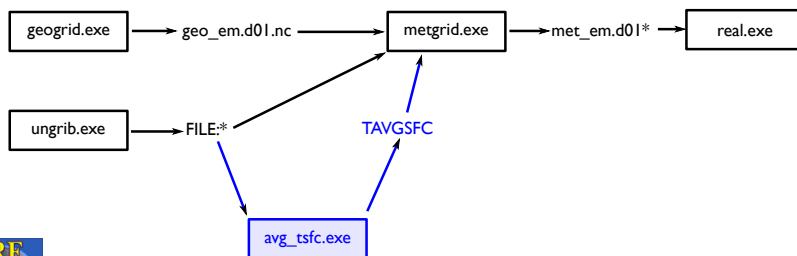 geogrid.exe geo_em.d01.nc metgrid.exe met_em.d01* real.exe
ungrib.exe FILE:* TAVGSFC
avg_tsfc.exe